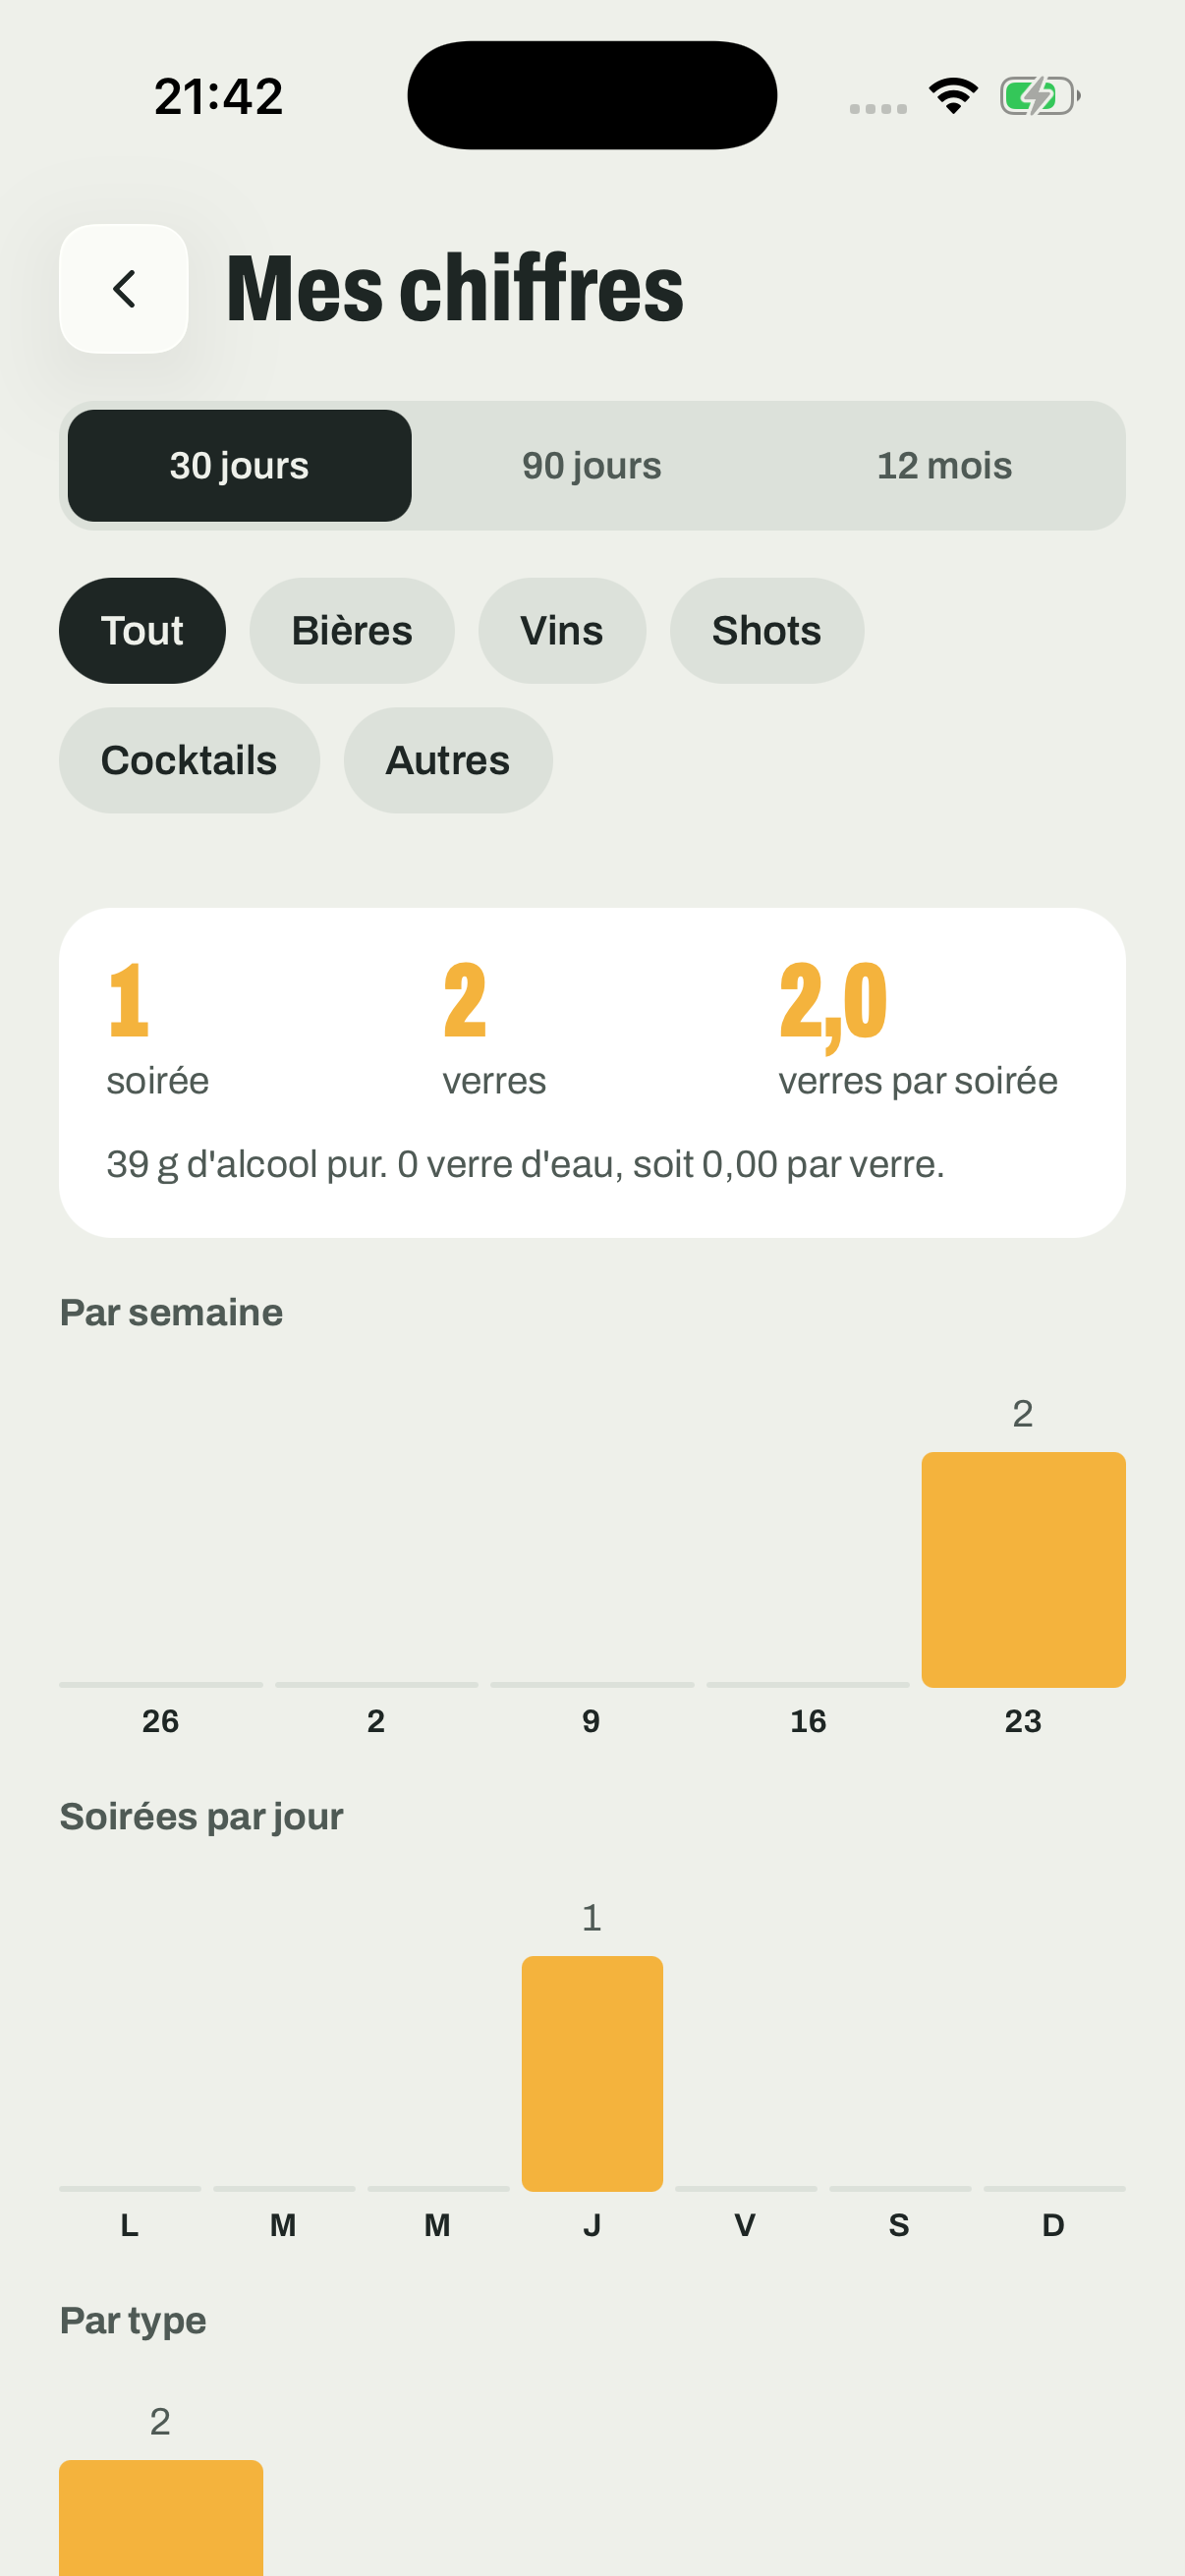 21:42
Mes chiffres
30 jours 90 jours 12 mois
Tout Bières Vins Shots
Cocktails Autres
1 2 2,0
soirée verres verres par soirée
39 g d'alcool pur. 0 verre d'eau, soit 0,00 par verre.
Par semaine
2
26 2 9 16 23
Soirées par jour
1
L M M J V S D
Par type
2